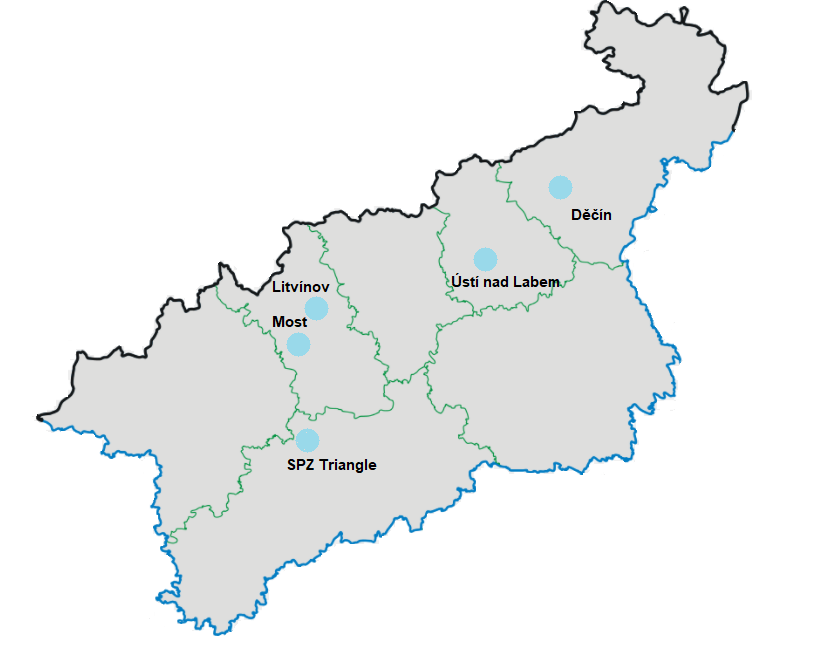 Děčín
Ústí nad Labem
Litvínov
Most
SPZ Triangle